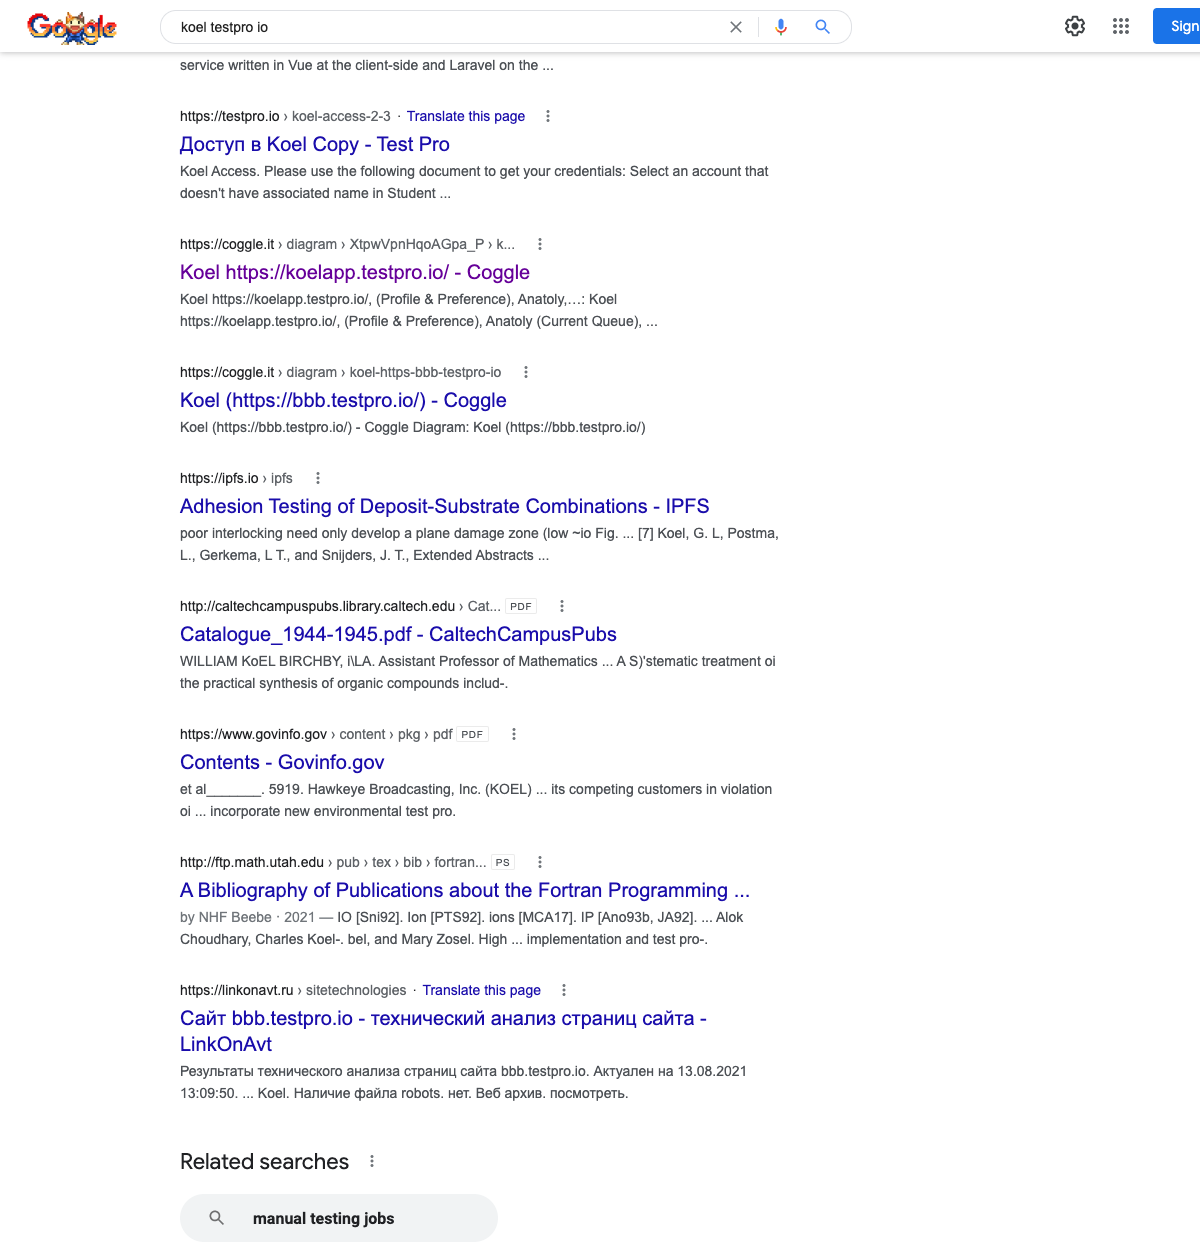 Google
koel testpro io
Sign
service written in Vue at the client-side and Laravel on the ...
https://testpro.io › koel-access-2-3 · Translate this page
Доступ в Koel Copy - Test Pro
Koel Access. Please use the following document to get your credentials: Select an account that
doesn't have associated name in Student ...
https://coggle.it › diagram › XtpwVpnHqoAGpa_P › k...
Koel https://koelapp.testpro.io/ - Coggle
Koel https://koelapp.testpro.io/, (Profile & Preference), Anatoly,…: Koel
https://koelapp.testpro.io/, (Profile & Preference), Anatoly (Current Queue), ...
https://coggle.it › diagram › koel-https-bbb-testpro-io
Koel (https://bbb.testpro.io/) - Coggle
Koel (https://bbb.testpro.io/) - Coggle Diagram: Koel (https://bbb.testpro.io/)
https://ipfs.io › ipfs
Adhesion Testing of Deposit-Substrate Combinations - IPFS
poor interlocking need only develop a plane damage zone (low ~io Fig. ... [7] Koel, G. L, Postma,
L., Gerkema, L T., and Snijders, J. T., Extended Abstracts ...
http://caltechcampuspubs.library.caltech.edu › Cat... PDF
Catalogue_1944-1945.pdf - CaltechCampusPubs
WILLIAM KoEL BIRCHBY, i\LA. Assistant Professor of Mathematics ... A S)'stematic treatment oi
the practical synthesis of organic compounds includ-.
https://www.govinfo.gov › content › pkg › pdf PDF
Contents - Govinfo.gov
et al_______. 5919. Hawkeye Broadcasting, Inc. (KOEL) ... its competing customers in violation
oi ... incorporate new environmental test pro.
http://ftp.math.utah.edu › pub › tex › bib › fortran... PS
A Bibliography of Publications about the Fortran Programming ...
by NHF Beebe · 2021 — IO [Sni92]. Ion [PTS92]. ions [MCA17]. IP [Ano93b, JA92]. ... Alok
Choudhary, Charles Koel-. bel, and Mary Zosel. High ... implementation and test pro-.
https://linkonavt.ru › sitetechnologies · Translate this page
Сайт bbb.testpro.io - технический анализ страниц сайта -
LinkOnAvt
Результаты технического анализа страниц сайта bbb.testpro.io. Актуален на 13.08.2021
13:09:50. ... Koel. Наличие файла robots. нет. Веб архив. посмотреть.
Related searches
manual testing jobs